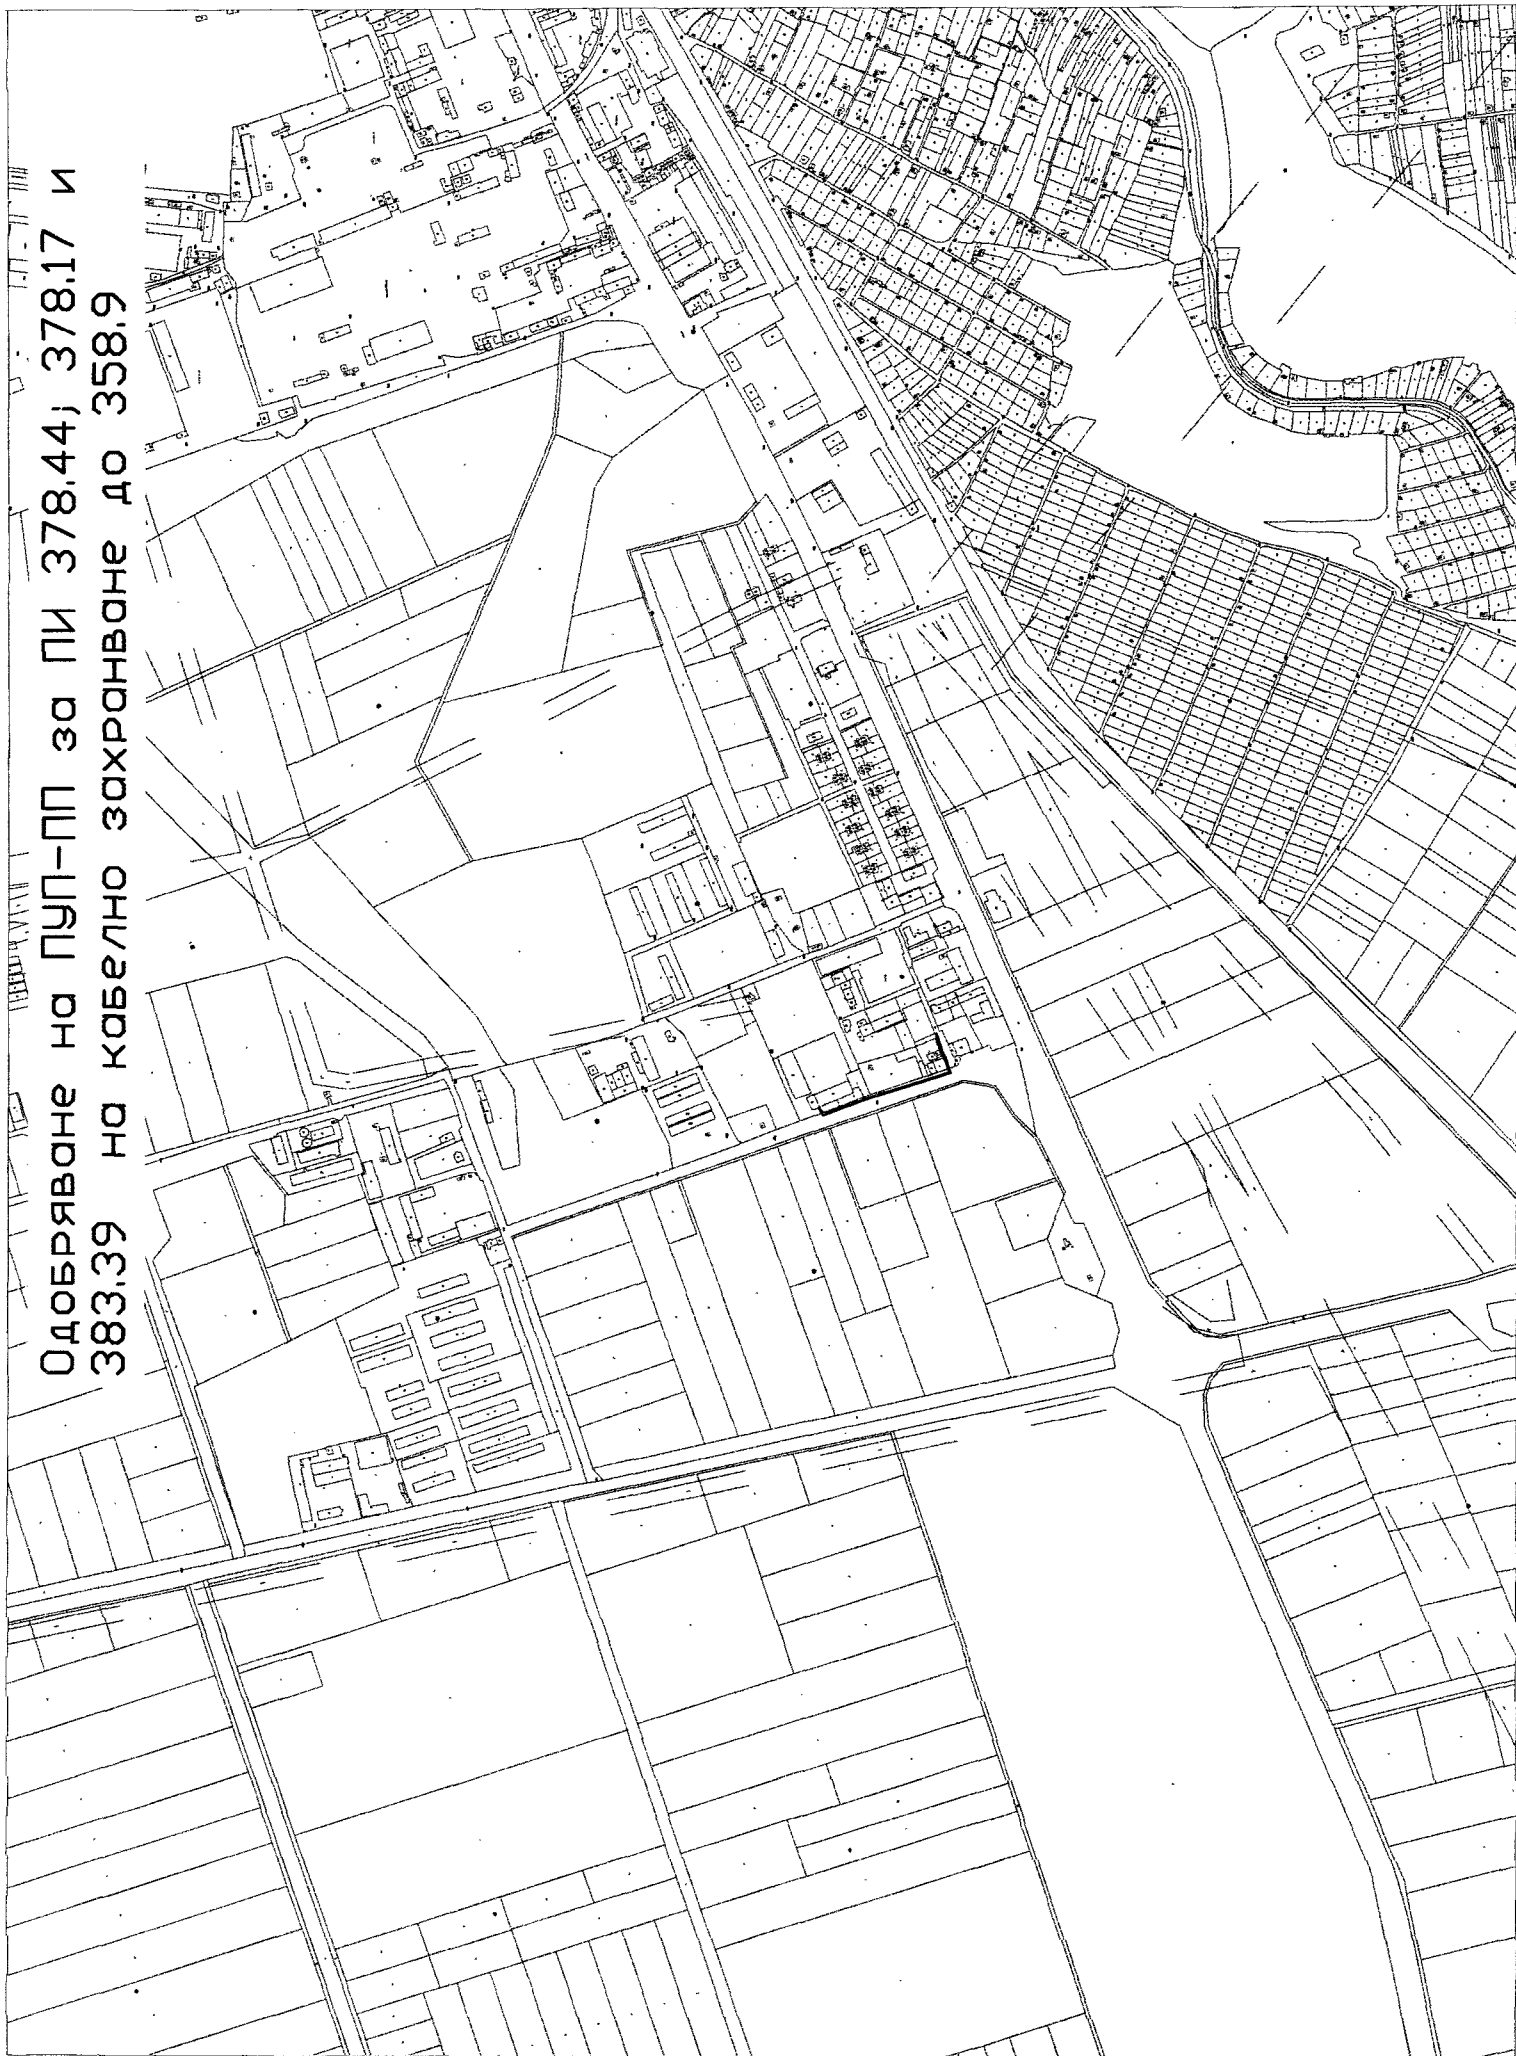 Одобряване на ПУП-ПП за ПИ 378.44; 378.17 и
383.39 на кабелно захранване до 358.9